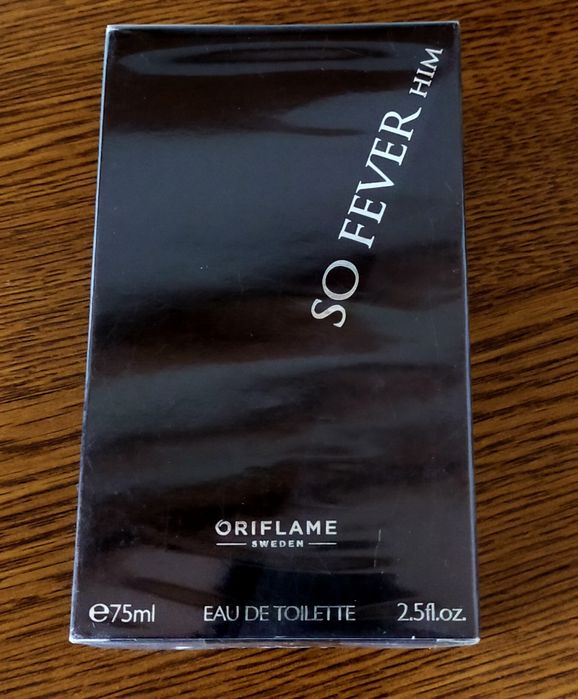 SO FEVER HIM
ORIFLAME
SWEDEN
℮75ml EAU DE TOILETTE 2.5fl.oz.